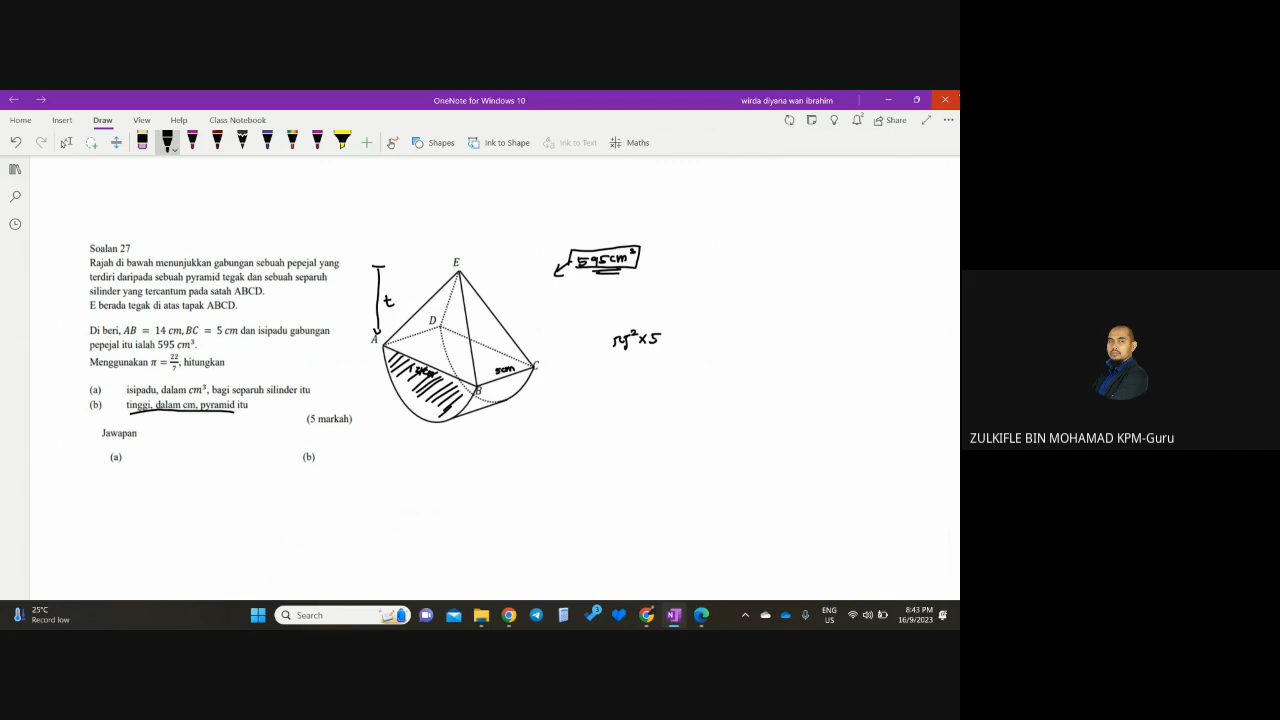 OneNote for Windows 10
wirda diyana wan ibrahim
Home Insert Draw View Help Class Notebook
Share
Shapes Ink to Shape Ink to Text Maths
Soalan 27
Rajah di bawah menunjukkan gabungan sebuah pepejal yang
terdiri daripada sebuah pyramid tegak dan sebuah separuh
silinder yang tercantum pada satah ABCD.
E berada tegak di atas tapak ABCD.
Di beri, AB = 14 cm, BC = 5 cm dan isipadu gabungan
pepejal itu ialah 595 cm³.
Menggunakan π = 22/7, hitungkan
(a) isipadu, dalam cm³, bagi separuh silinder itu
(b) tinggi, dalam cm, pyramid itu
(5 markah)
Jawapan
(a) (b)
E
t
D
A
C
5cm
B
595cm³
πj² × 5
ZULKIFLE BIN MOHAMAD KPM-Guru
25°C
Record low
Search
3
ENG
US
8:43 PM
16/9/2023